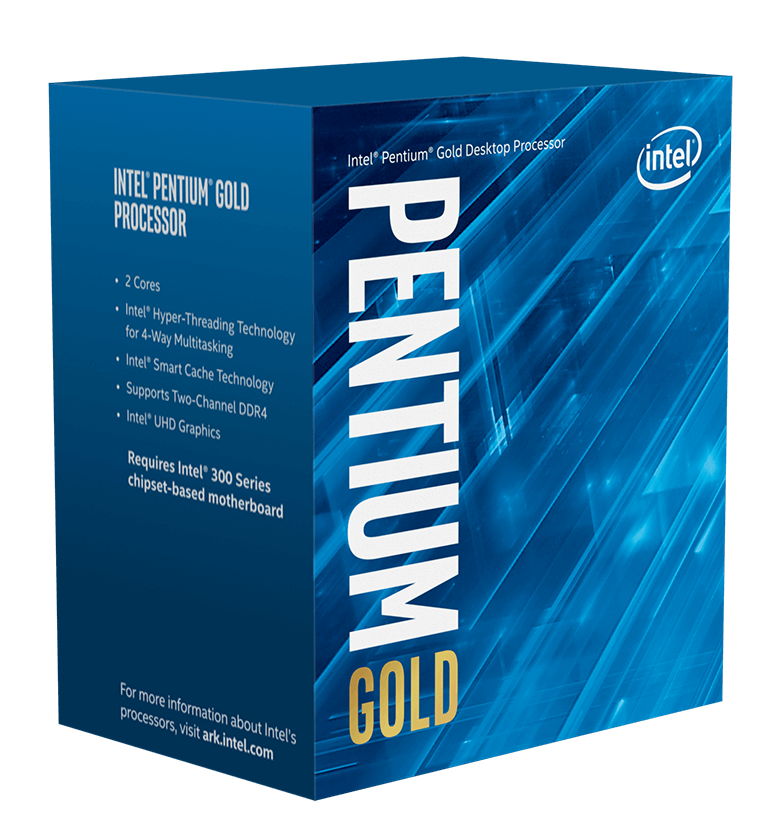 INTEL® PENTIUM® GOLD
PROCESSOR
• 2 Cores
• Intel® Hyper-Threading Technology
for 4-Way Multitasking
• Intel® Smart Cache Technology
• Supports Two-Channel DDR4
• Intel® UHD Graphics
Requires Intel® 300 Series
chipset-based motherboard
For more information about Intel's
processors, visit ark.intel.com
Intel® Pentium® Gold Desktop Processor
intel®
PENTIUM
GOLD